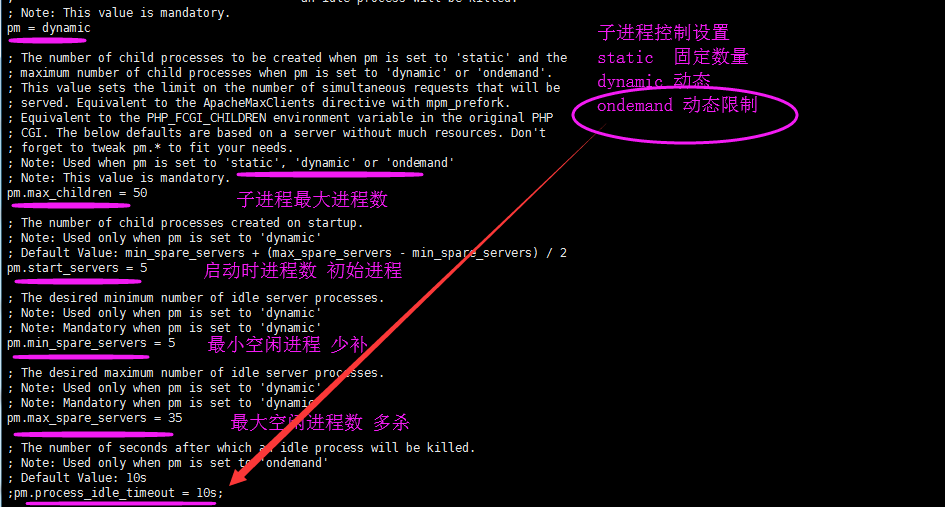 an idle process will be killed.
; Note: This value is mandatory.
pm = dynamic
子进程控制设置
static 固定数量
dynamic 动态
ondemand 动态限制
; The number of child processes to be created when pm is set to 'static' and the
; maximum number of child processes when pm is set to 'dynamic' or 'ondemand'.
; This value sets the limit on the number of simultaneous requests that will be
; served. Equivalent to the ApacheMaxClients directive with mpm_prefork.
; Equivalent to the PHP_FCGI_CHILDREN environment variable in the original PHP
; CGI. The below defaults are based on a server without much resources. Don't
; forget to tweak pm.* to fit your needs.
; Note: Used when pm is set to 'static', 'dynamic' or 'ondemand'
; Note: This value is mandatory.
pm.max_children = 50
子进程最大进程数
; The number of child processes created on startup.
; Note: Used only when pm is set to 'dynamic'
; Default Value: min_spare_servers + (max_spare_servers - min_spare_servers) / 2
pm.start_servers = 5 启动时进程数 初始进程
; The desired minimum number of idle server processes.
; Note: Used only when pm is set to 'dynamic'
; Note: Mandatory when pm is set to 'dynamic'
pm.min_spare_servers = 5 最小空闲进程 少补
; The desired maximum number of idle server processes.
; Note: Used only when pm is set to 'dynamic'
; Note: Mandatory when pm is set to 'dynamic'
pm.max_spare_servers = 35 最大空闲进程数 多杀
; The number of seconds after which an idle process will be killed.
; Note: Used only when pm is set to 'ondemand'
; Default Value: 10s
;pm.process_idle_timeout = 10s;